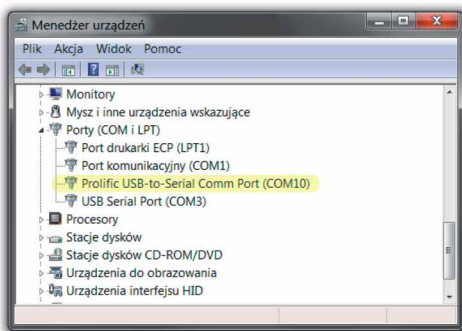 Menedżer urządzeń
Plik Akcja Widok Pomoc
Monitory
Mysz i inne urządzenia wskazujące
Porty (COM i LPT)
Port drukarki ECP (LPT1)
Port komunikacyjny (COM1)
Prolific USB-to-Serial Comm Port (COM10)
USB Serial Port (COM3)
Procesory
Stacje dysków
Stacje dysków CD-ROM/DVD
Urządzenia do obrazowania
Urządzenia interfejsu HID